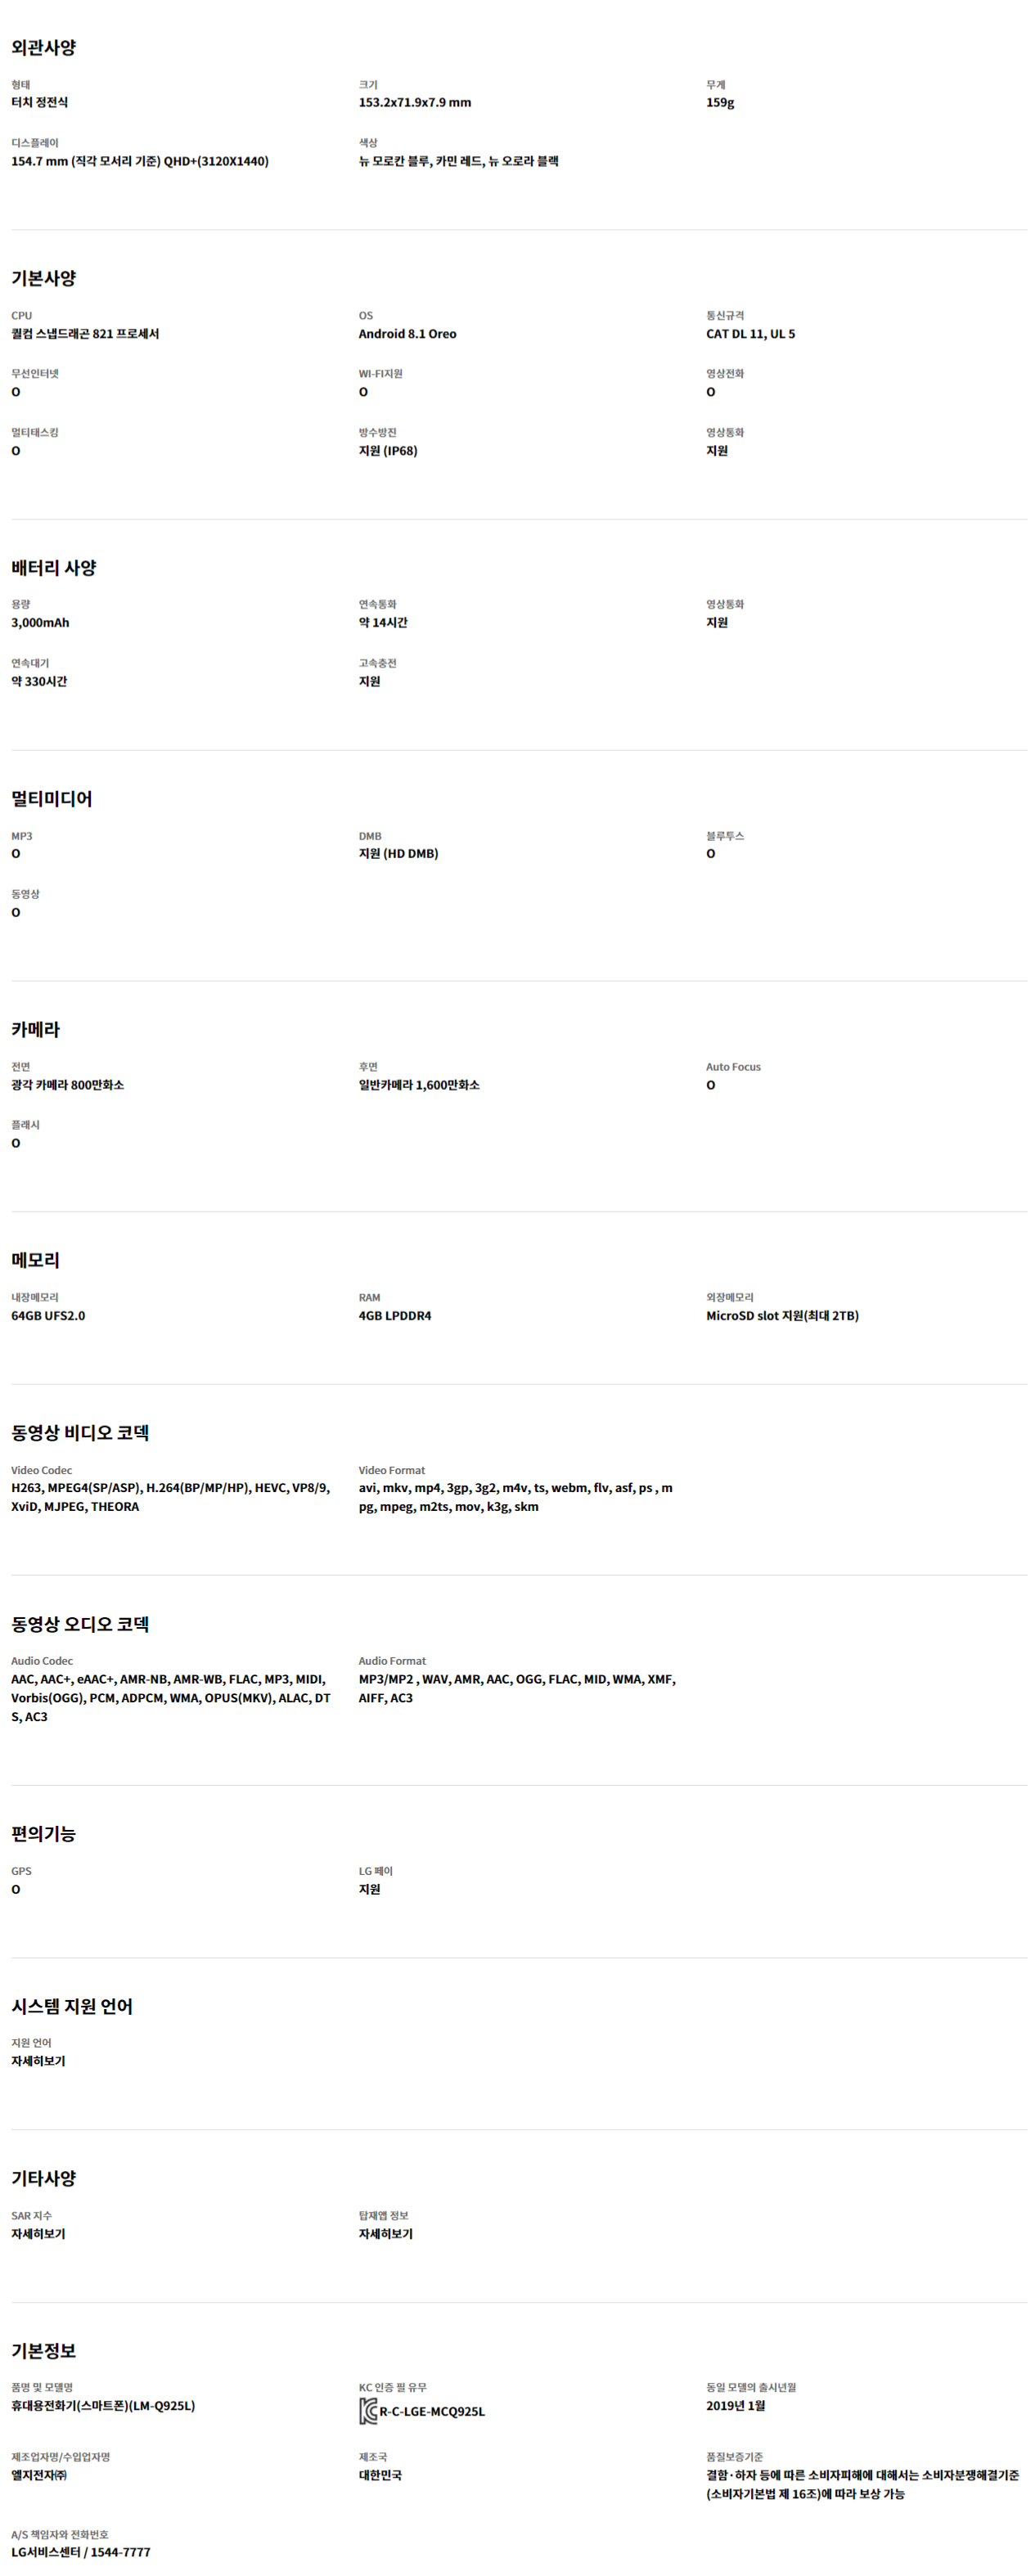 외관사양
형태
터치 정전식
크기
153.2x71.9x7.9 mm
무게
159g
디스플레이
154.7 mm (직각 모서리 기준) QHD+(3120X1440)
색상
뉴 모로칸 블루, 카민 레드, 뉴 오로라 블랙
기본사양
CPU
퀄컴 스냅드래곤 821 프로세서
OS
Android 8.1 Oreo
통신규격
CAT DL 11, UL 5
무선인터넷
O
WI-FI지원
O
영상전화
O
멀티태스킹
O
방수방진
지원 (IP68)
영상통화
지원
배터리 사양
용량
3,000mAh
연속통화
약 14시간
영상통화
지원
연속대기
약 330시간
고속충전
지원
멀티미디어
MP3
O
DMB
지원 (HD DMB)
블루투스
O
동영상
O
카메라
전면
광각 카메라 800만화소
후면
일반카메라 1,600만화소
Auto Focus
O
플래시
O
메모리
내장메모리
64GB UFS2.0
RAM
4GB LPDDR4
외장메모리
MicroSD slot 지원(최대 2TB)
동영상 비디오 코덱
Video Codec
H263, MPEG4(SP/ASP), H.264(BP/MP/HP), HEVC, VP8/9,
XviD, MJPEG, THEORA
Video Format
avi, mkv, mp4, 3gp, 3g2, m4v, ts, webm, flv, asf, ps , m
pg, mpeg, m2ts, mov, k3g, skm
동영상 오디오 코덱
Audio Codec
AAC, AAC+, eAAC+, AMR-NB, AMR-WB, FLAC, MP3, MIDI,
Vorbis(OGG), PCM, ADPCM, WMA, OPUS(MKV), ALAC, DT
S, AC3
Audio Format
MP3/MP2 , WAV, AMR, AAC, OGG, FLAC, MID, WMA, XMF,
AIFF, AC3
편의기능
GPS
O
LG 페이
지원
시스템 지원 언어
지원 언어
자세히보기
기타사양
SAR 지수
자세히보기
탑재앱 정보
자세히보기
기본정보
품명 및 모델명
휴대용전화기(스마트폰)(LM-Q925L)
KC 인증 필 유무
R-C-LGE-MCQ925L
동일 모델의 출시년월
2019년 1월
제조업자명/수입업자명
엘지전자㈜
제조국
대한민국
품질보증기준
결함·하자 등에 따른 소비자피해에 대해서는 소비자분쟁해결기준
(소비자기본법 제 16조)에 따라 보상 가능
A/S 책임자와 전화번호
LG서비스센터 / 1544-7777